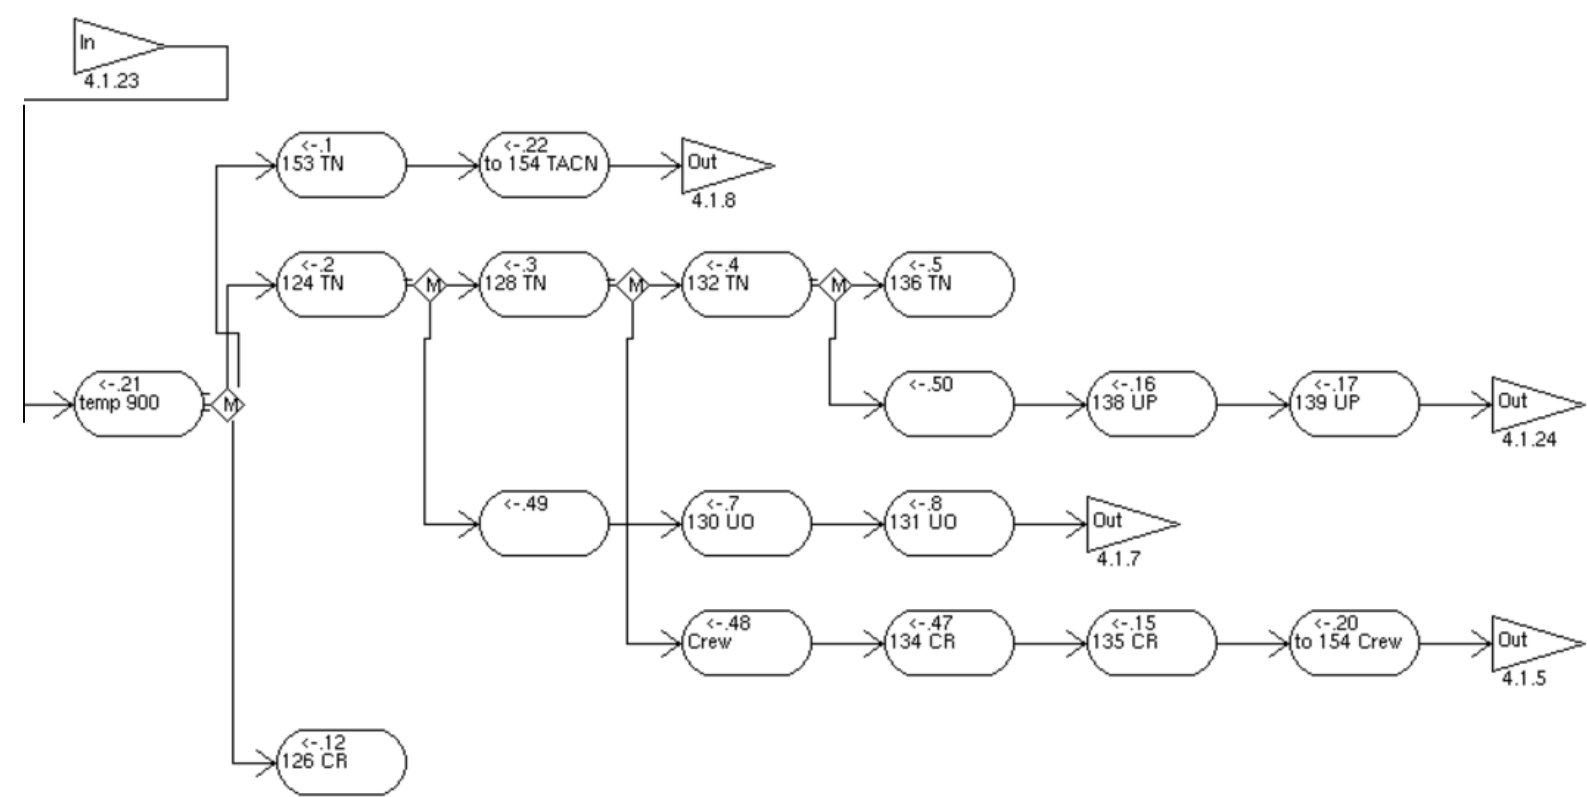 In
4.1.23
<-.1
153 TN
<-.22
to 154 TACN
Out
4.1.8
<-.2
124 TN
M
<-.3
128 TN
M
<-.4
132 TN
M
<-.5
136 TN
<-.21
temp 900
M
<-.50
<-.16
138 UP
<-.17
139 UP
Out
4.1.24
<-.49
<-.7
130 UO
<-.8
131 UO
Out
4.1.7
<-.48
Crew
<-.47
134 CR
<-.15
135 CR
<-.20
to 154 Crew
Out
4.1.5
<-.12
126 CR